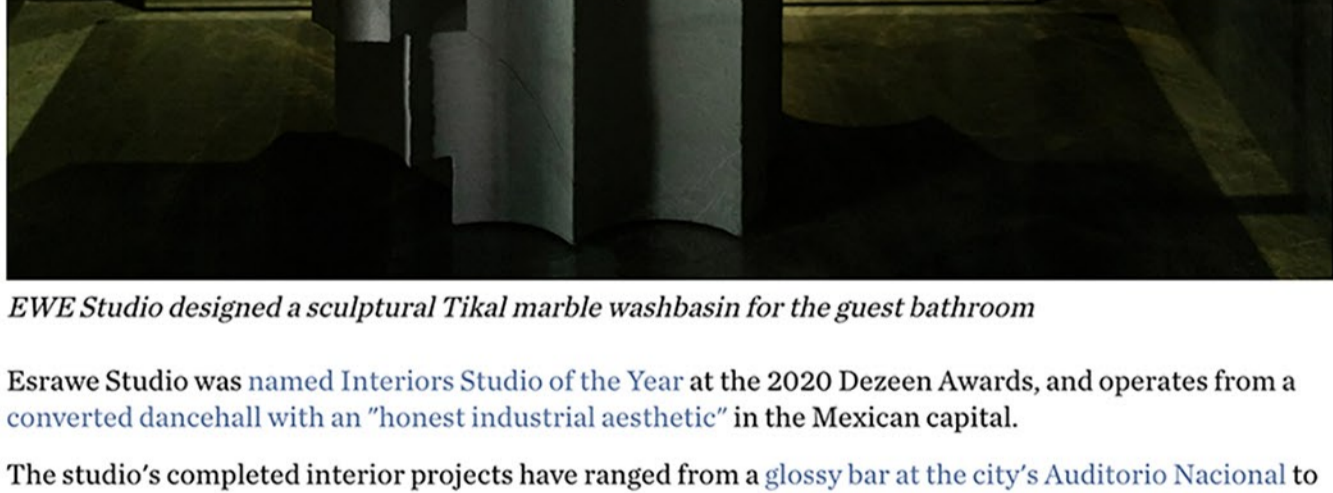 EWE Studio designed a sculptural Tikal marble washbasin for the guest bathroom
Esrawe Studio was named Interiors Studio of the Year at the 2020 Dezeen Awards, and operates from a
converted dancehall with an "honest industrial aesthetic" in the Mexican capital.
The studio's completed interior projects have ranged from a glossy bar at the city's Auditorio Nacional to